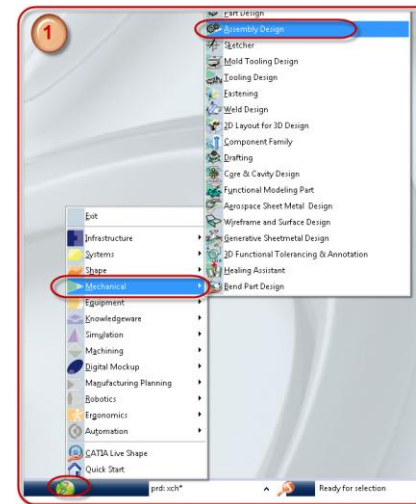 1
Part Design
Assembly Design
Sketcher
Mold Tooling Design
Tooling Design
Fastening
Weld Design
2D Layout for 3D Design
Component Family
Drafting
Core & Cavity Design
Functional Modeling Part
Aerospace Sheet Metal Design
Wireframe and Surface Design
Generative Sheetmetal Design
3D Functional Tolerancing & Annotation
Healing Assistant
Bend Part Design
Exit
Infrastructure
Systems
Shape
Mechanical
Equipment
Knowledgeware
Simulation
Machining
Digital Mockup
Manufacturing Planning
Robotics
Ergonomics
Automation
CATIA Live Shape
Quick Start
prd: xch*
Ready for selection